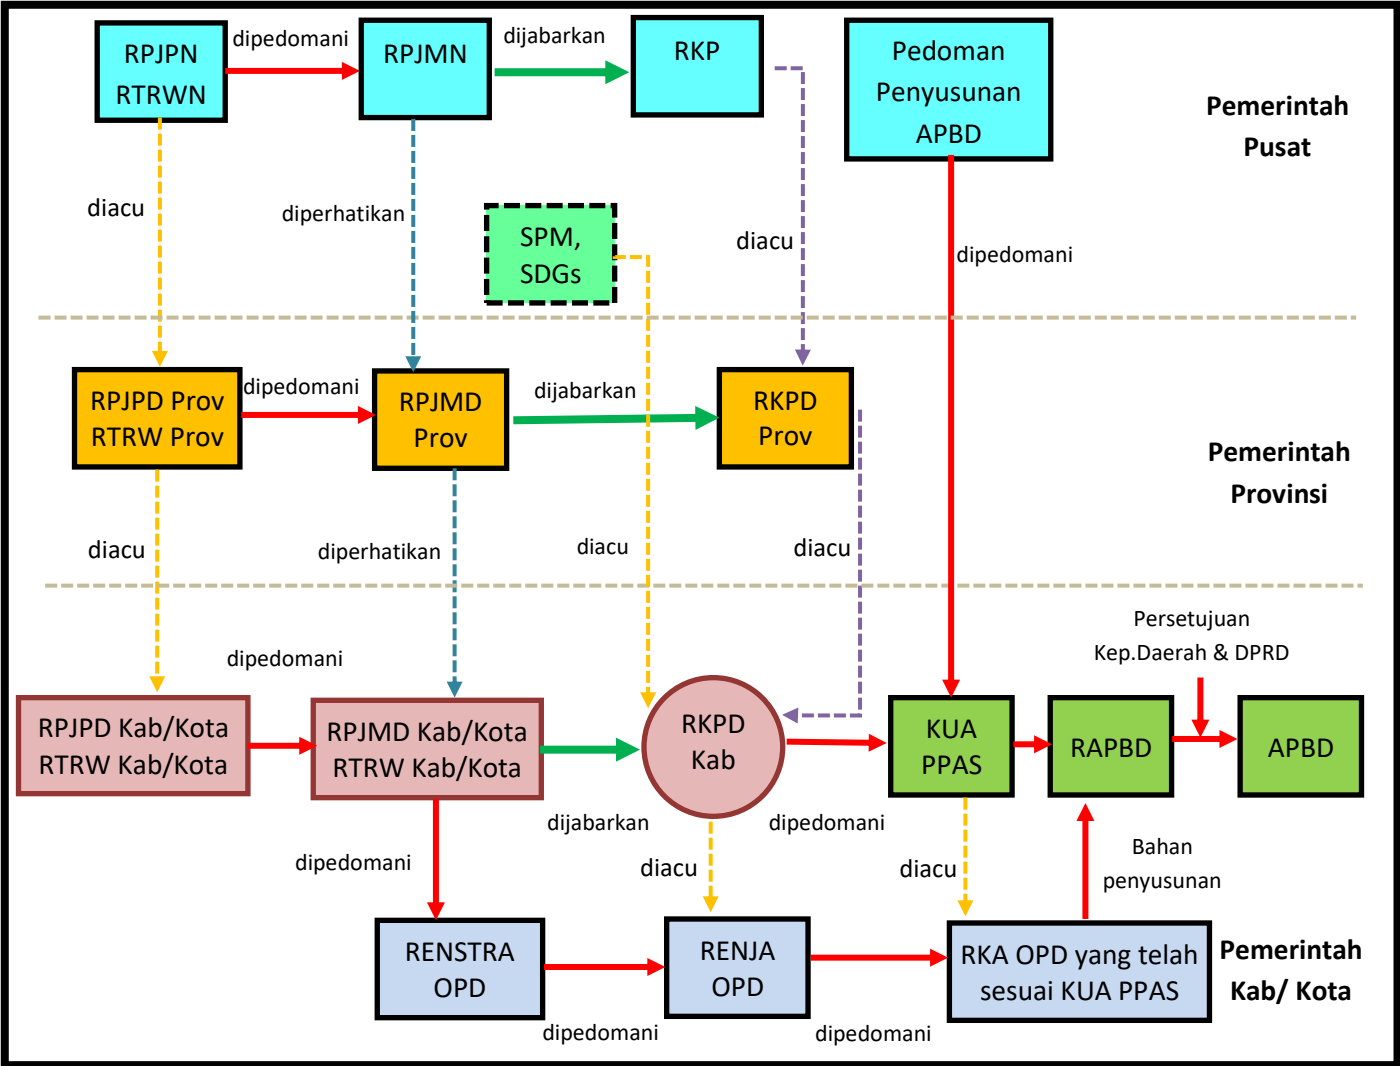 dipedomani
dijabarkan
RPJPN
RTRWN
RPJMN
RKP
Pedoman
Penyusunan
APBD
Pemerintah
Pusat
diacu
diperhatikan
SPM,
SDGs
diacu
dipedomani
RPJPD Prov
RTRW Prov
dipedomani
RPJMD
Prov
dijabarkan
RKPD
Prov
Pemerintah
Provinsi
diacu
diperhatikan
diacu
diacu
Persetujuan
Kep.Daerah & DPRD
dipedomani
RPJPD Kab/Kota
RTRW Kab/Kota
RPJMD Kab/Kota
RTRW Kab/Kota
RKPD
Kab
KUA
PPAS
RAPBD
APBD
dijabarkan
dipedomani
dipedomani
diacu
diacu
Bahan
penyusunan
RENSTRA
OPD
RENJA
OPD
RKA OPD yang telah
sesuai KUA PPAS
Pemerintah
Kab/ Kota
dipedomani
dipedomani